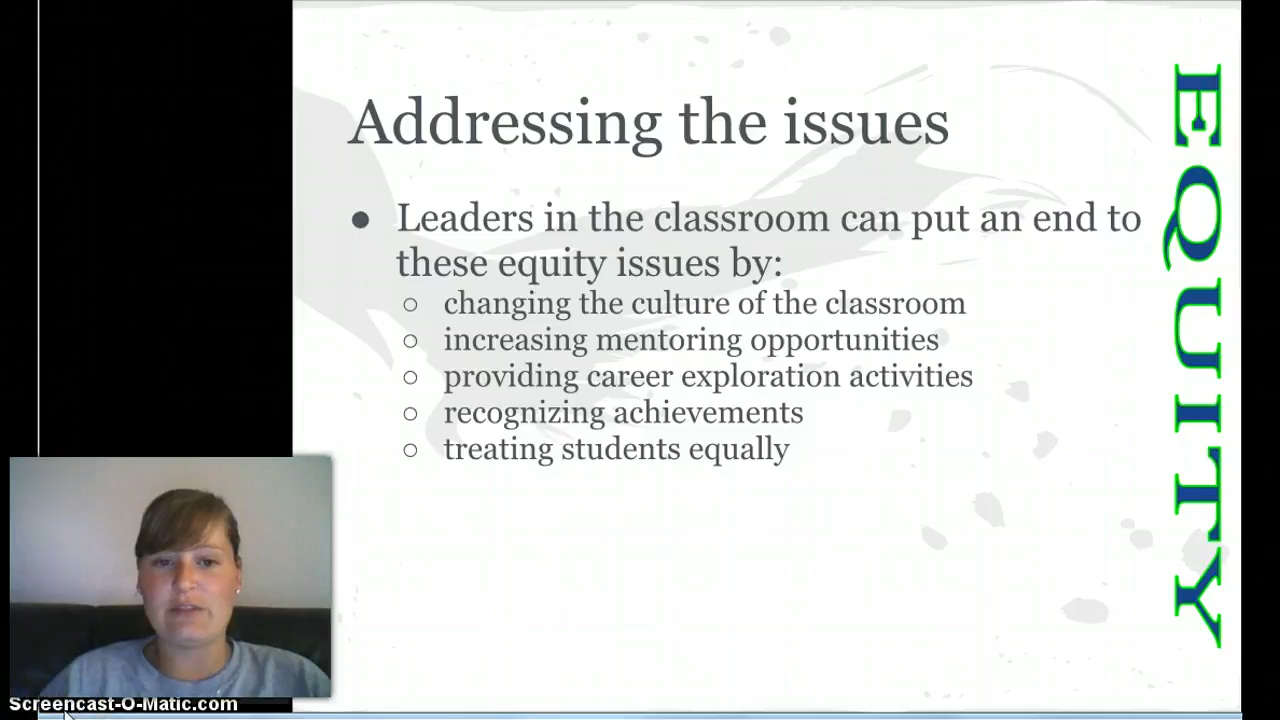 Addressing the issues
● Leaders in the classroom can put an end to
these equity issues by:
○ changing the culture of the classroom
○ increasing mentoring opportunities
○ providing career exploration activities
○ recognizing achievements
○ treating students equally
EQUITY
Screencast-O-Matic.com